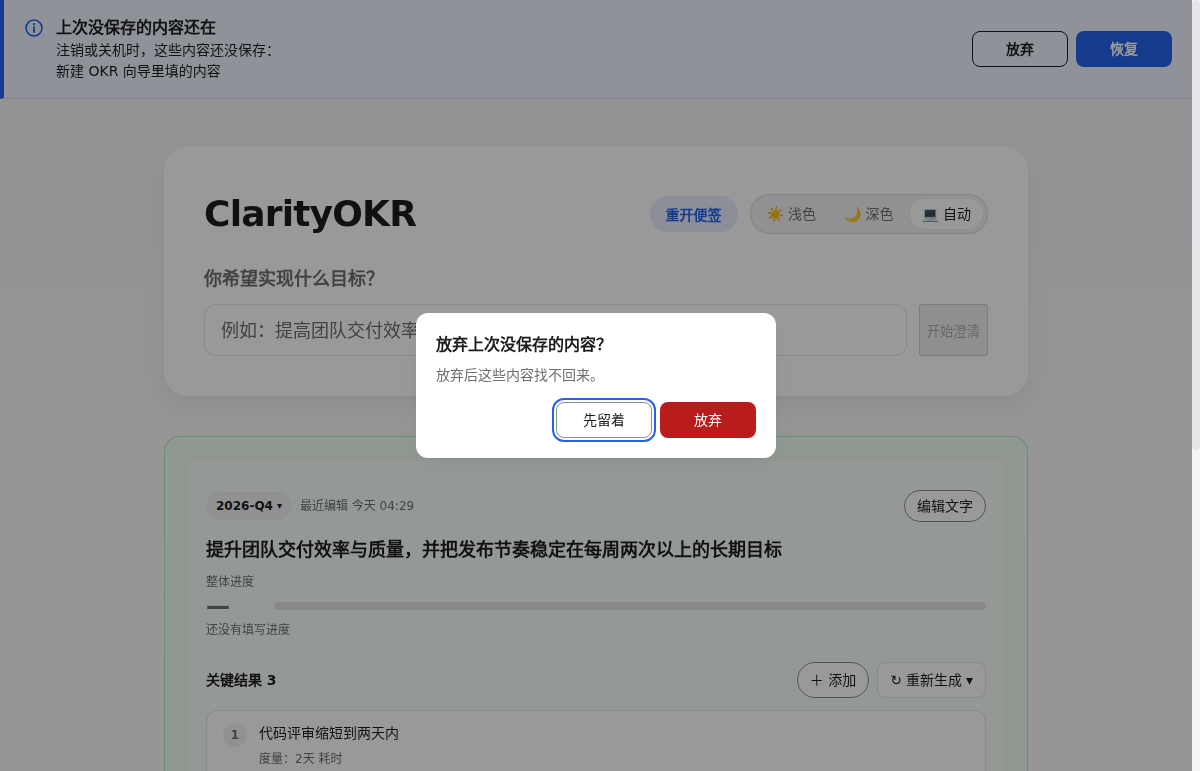 上次没保存的内容还在
注销或关机时，这些内容还没保存：
新建 OKR 向导里填的内容
放弃
恢复
ClarityOKR
重开便签
☀️ 浅色
🌙 深色
💻 自动
你希望实现什么目标？
例如：提高团队交付效率
开始澄清
放弃上次没保存的内容？
放弃后这些内容找不回来。
先留着
放弃
2026-Q4 ▾
最近编辑 今天 04:29
编辑文字
提升团队交付效率与质量，并把发布节奏稳定在每周两次以上的长期目标
整体进度
—
还没有填写进度
关键结果 3
＋ 添加
↻ 重新生成 ▾
1
代码评审缩短到两天内
度量：2天 耗时